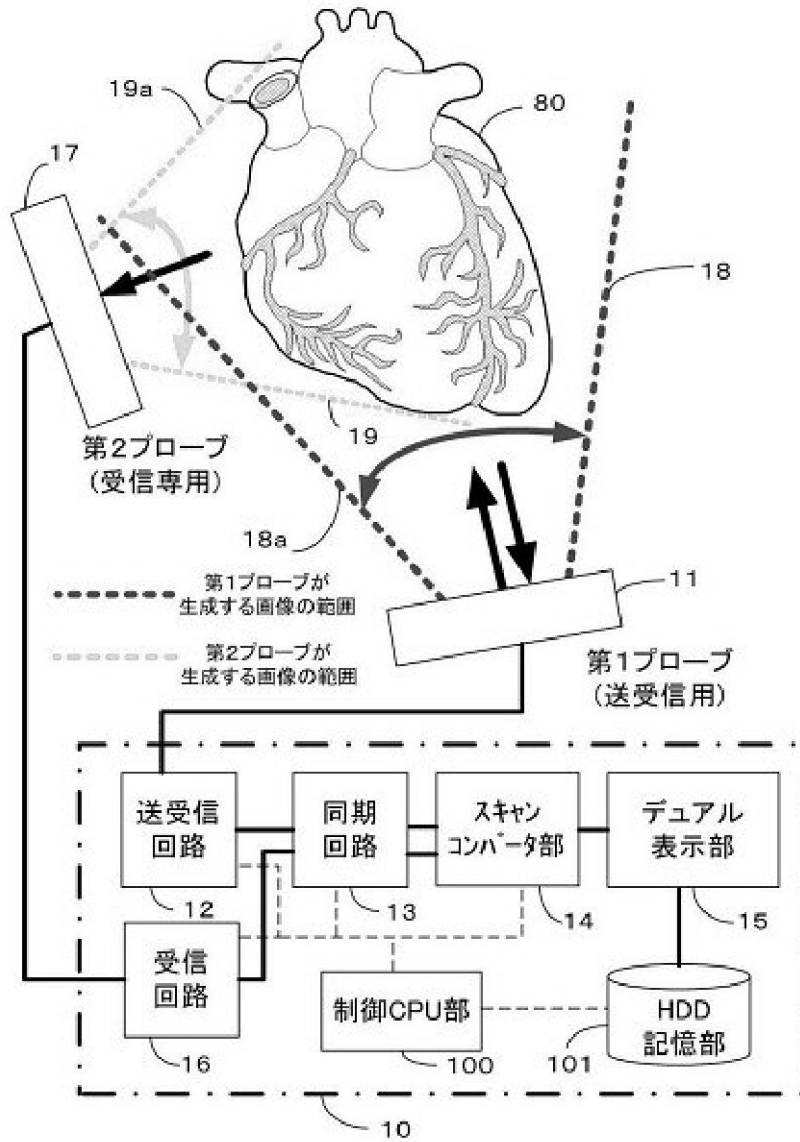 19a
80
17
18
19
第2プローブ
(受信専用)
18a
11
第1プローブが
生成する画像の範囲
第2プローブが
生成する画像の範囲
第1プローブ
(送受信用)
送受信
回路
同期
回路
スキャン
コンバータ部
デュアル
表示部
12
13
14
15
受信
回路
制御CPU部
HDD
記憶部
16
100
101
10